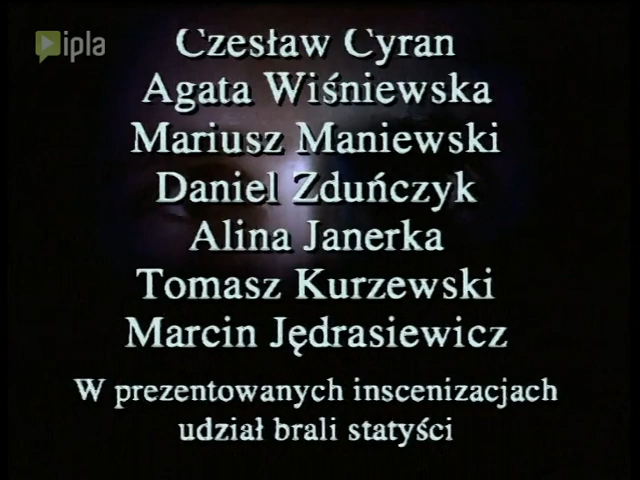 ipla
Czesław Cyran
Agata Wiśniewska
Mariusz Maniewski
Daniel Zduńczyk
Alina Janerka
Tomasz Kurzewski
Marcin Jędrasiewicz
W prezentowanych inscenizacjach
udział brali statyści